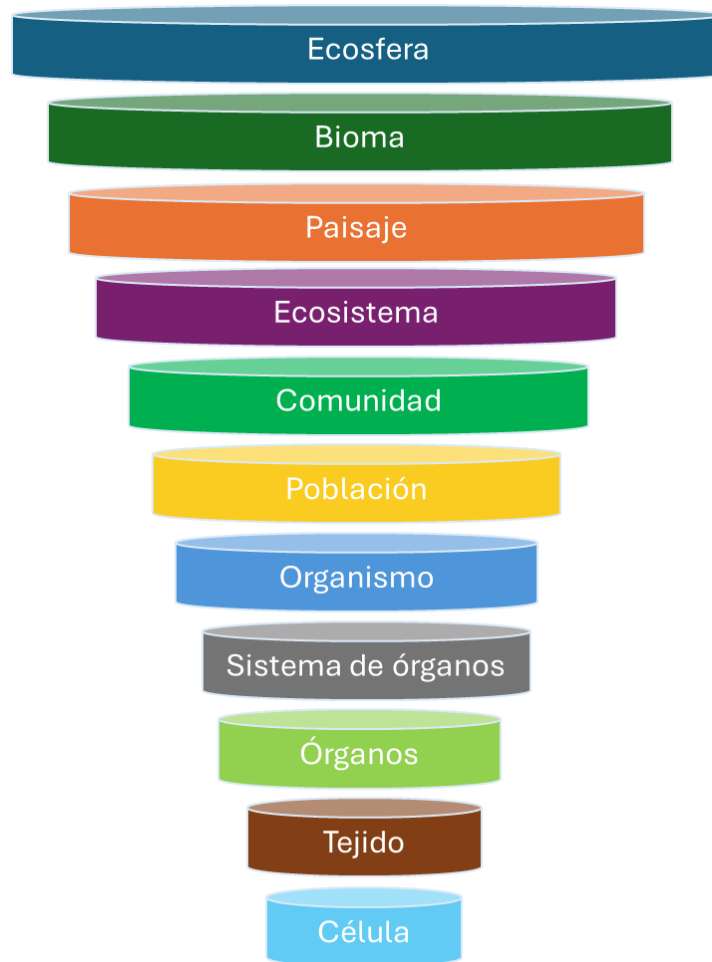 Ecosfera
Bioma
Paisaje
Ecosistema
Comunidad
Población
Organismo
Sistema de órganos
Órganos
Tejido
Célula